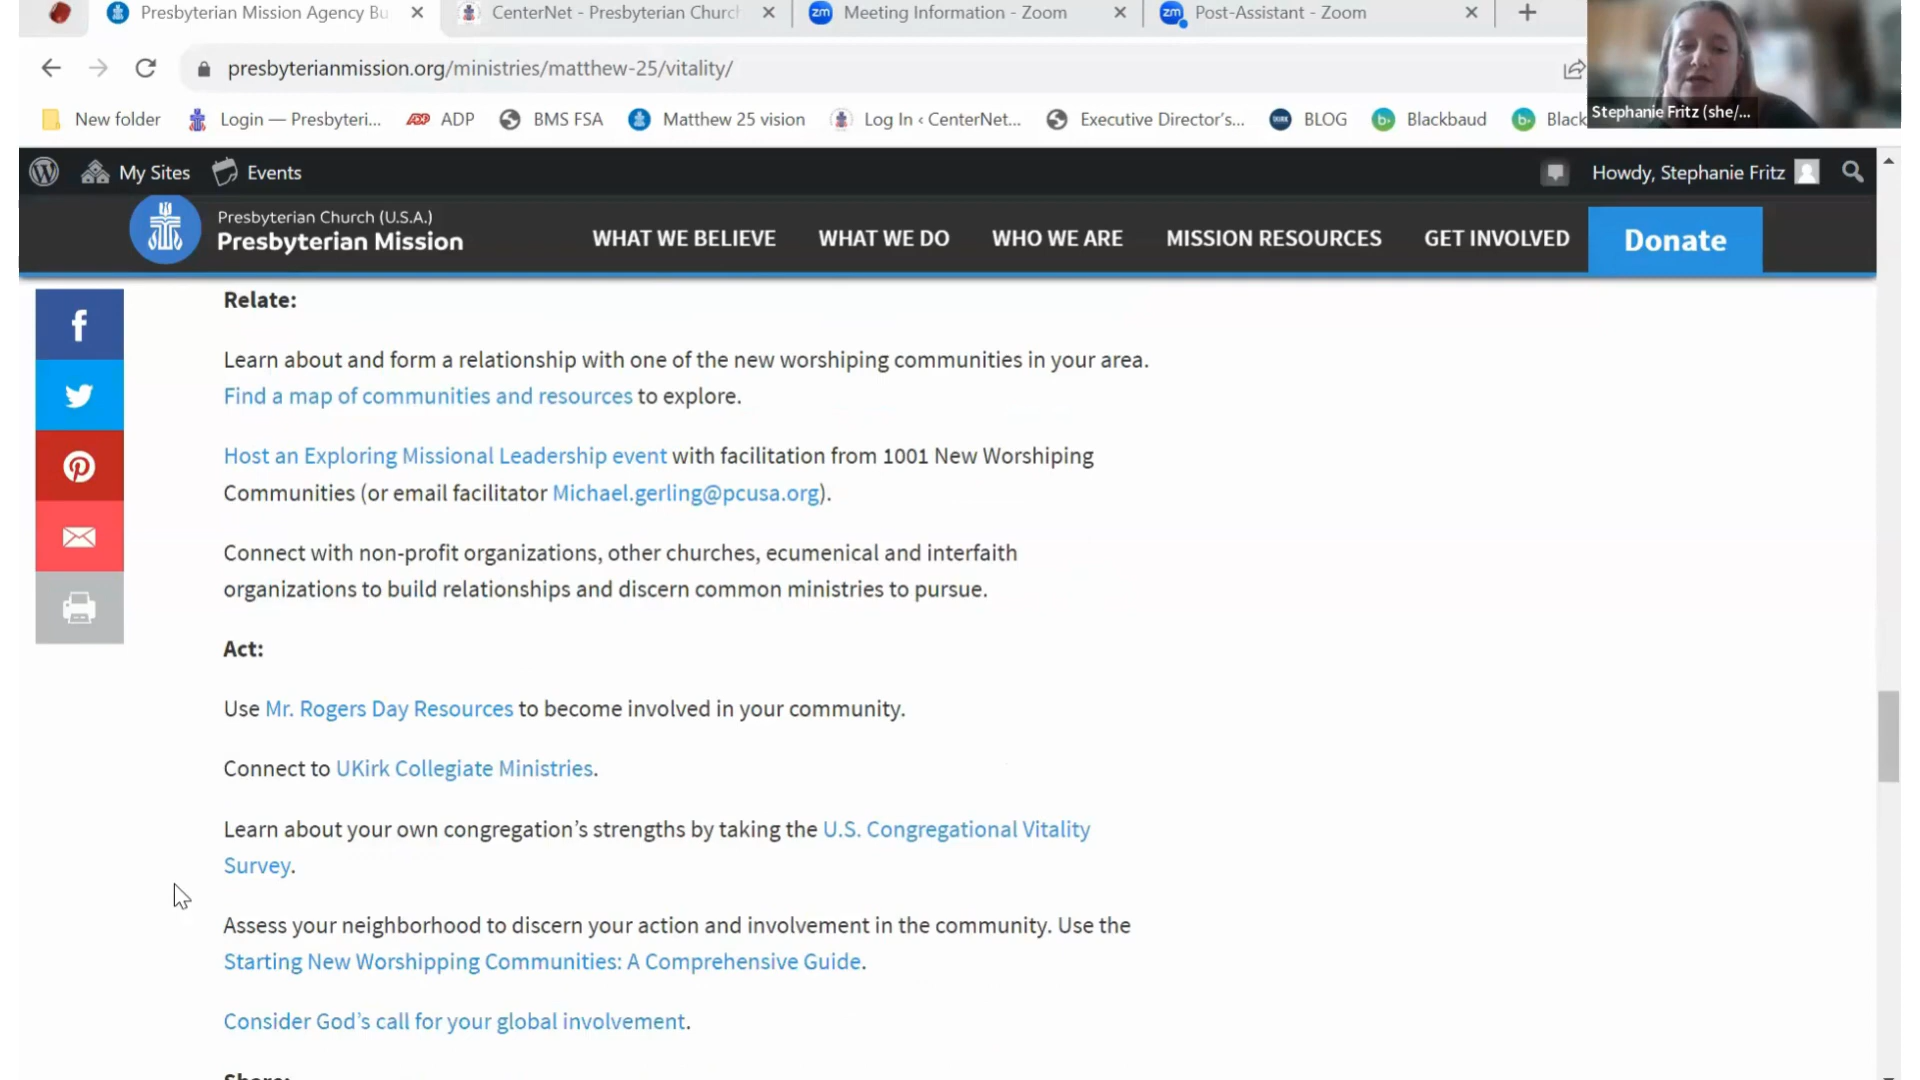 Presbyterian Mission Agency Bu
CenterNet - Presbyterian Church
Meeting Information - Zoom
Post-Assistant - Zoom
presbyterianmission.org/ministries/matthew-25/vitality/
New folder
Login — Presbyteri...
ADP
BMS FSA
Matthew 25 vision
Log In ‹ CenterNet...
Executive Director's...
BLOG
Blackbaud
Black
Stephanie Fritz (she/...
My Sites
Events
Howdy, Stephanie Fritz
Presbyterian Church (U.S.A.)
Presbyterian Mission
WHAT WE BELIEVE
WHAT WE DO
WHO WE ARE
MISSION RESOURCES
GET INVOLVED
Donate
Relate:
Learn about and form a relationship with one of the new worshiping communities in your area.
Find a map of communities and resources to explore.
Host an Exploring Missional Leadership event with facilitation from 1001 New Worshiping
Communities (or email facilitator Michael.gerling@pcusa.org).
Connect with non-profit organizations, other churches, ecumenical and interfaith
organizations to build relationships and discern common ministries to pursue.
Act:
Use Mr. Rogers Day Resources to become involved in your community.
Connect to UKirk Collegiate Ministries.
Learn about your own congregation’s strengths by taking the U.S. Congregational Vitality
Survey.
Assess your neighborhood to discern your action and involvement in the community. Use the
Starting New Worshipping Communities: A Comprehensive Guide.
Consider God’s call for your global involvement.
Share: